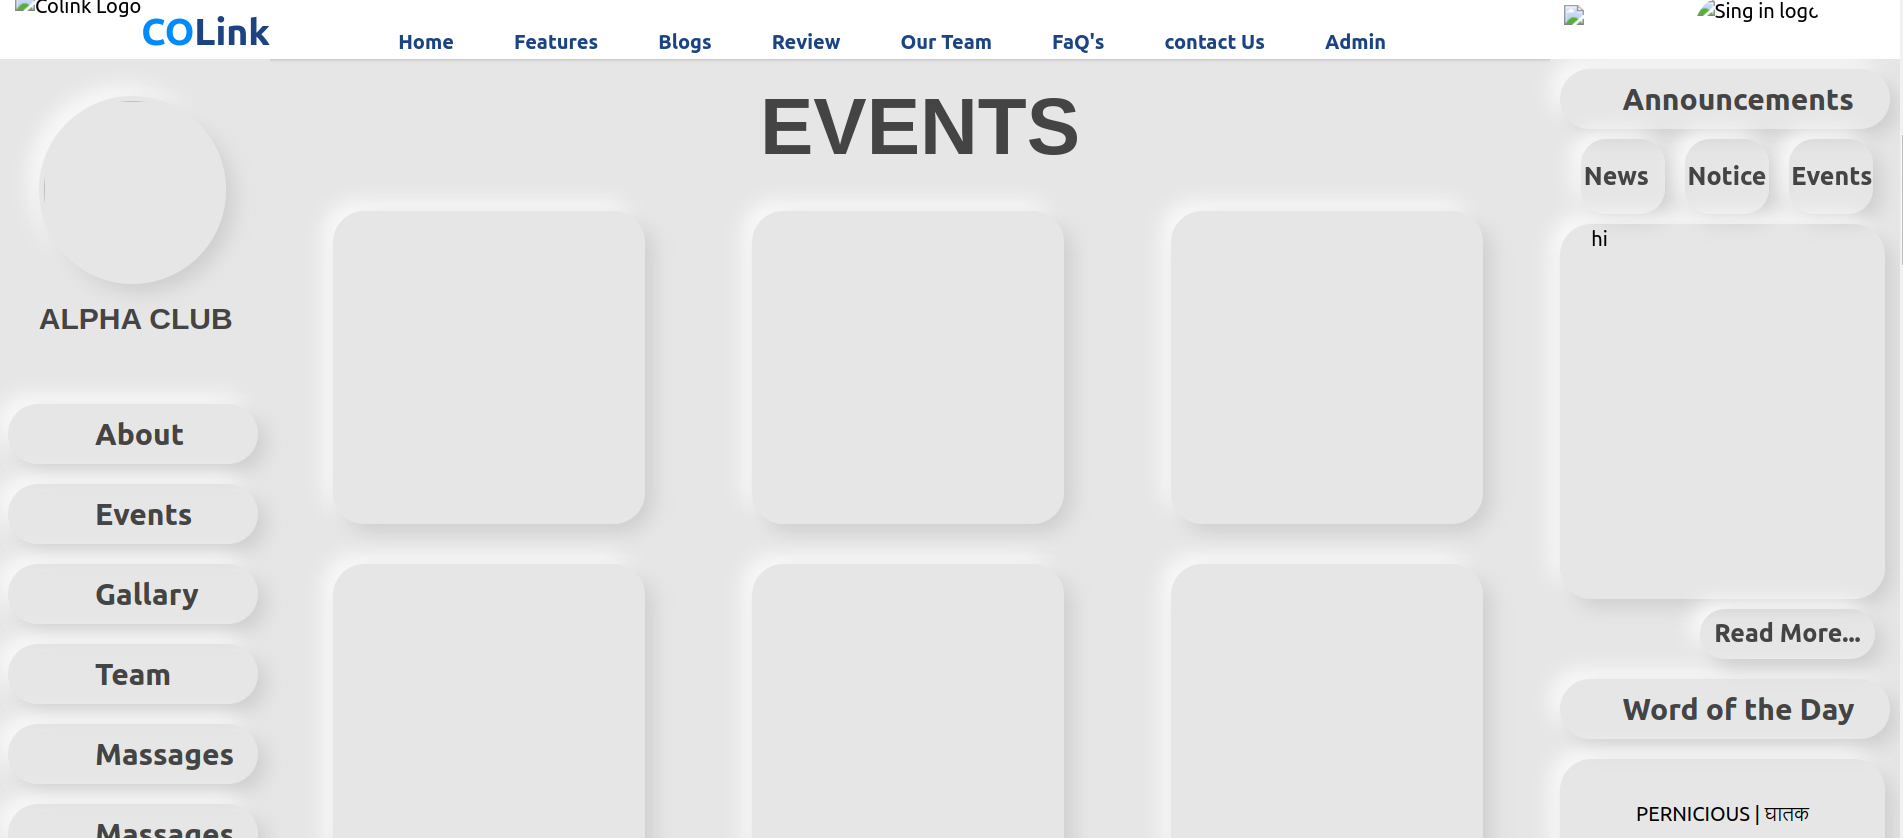 Colink Logo
COLink
Home Features Blogs Review Our Team FaQ's contact Us Admin
Sing in logo
ALPHA CLUB
About
Events
Gallary
Team
Massages
Massages
EVENTS
Announcements
News Notice Events
hi
Read More...
Word of the Day
PERNICIOUS | घातक